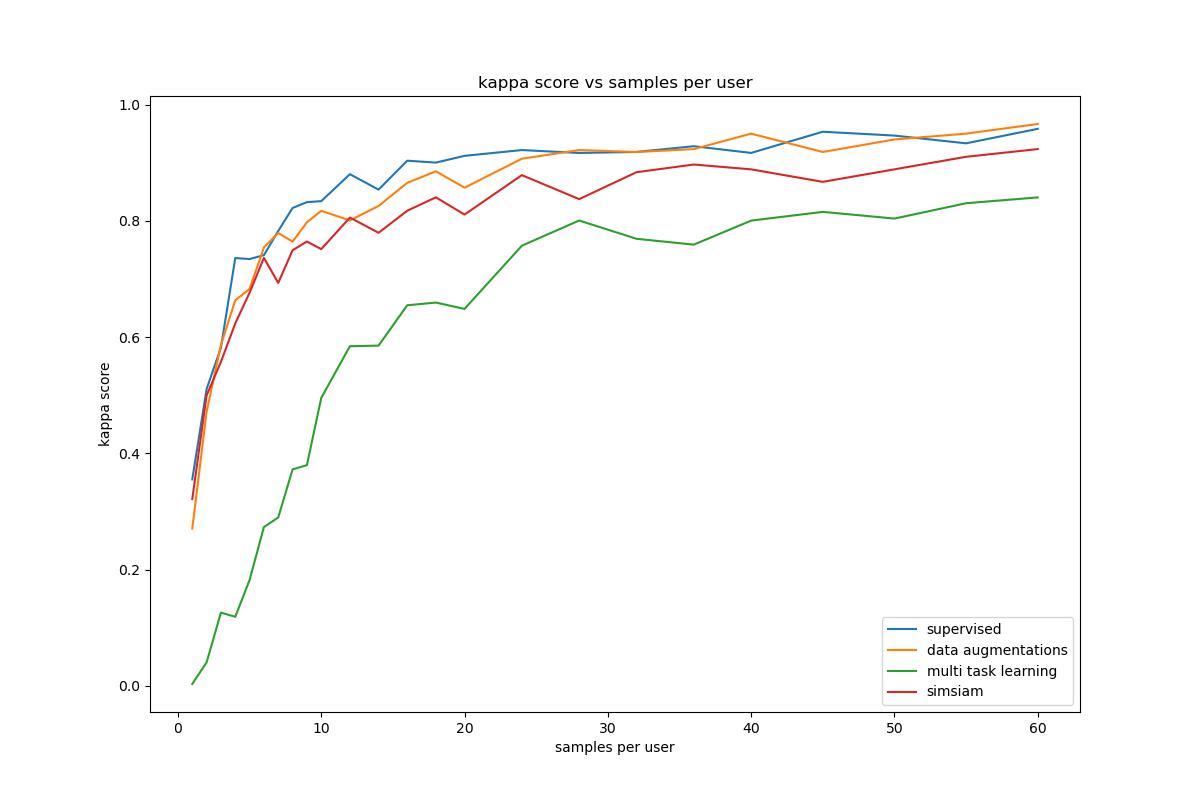 kappa score vs samples per user
kappa score
1.0
0.8
0.6
0.4
0.2
0.0
0 10 20 30 40 50 60
samples per user
supervised
data augmentations
multi task learning
simsiam